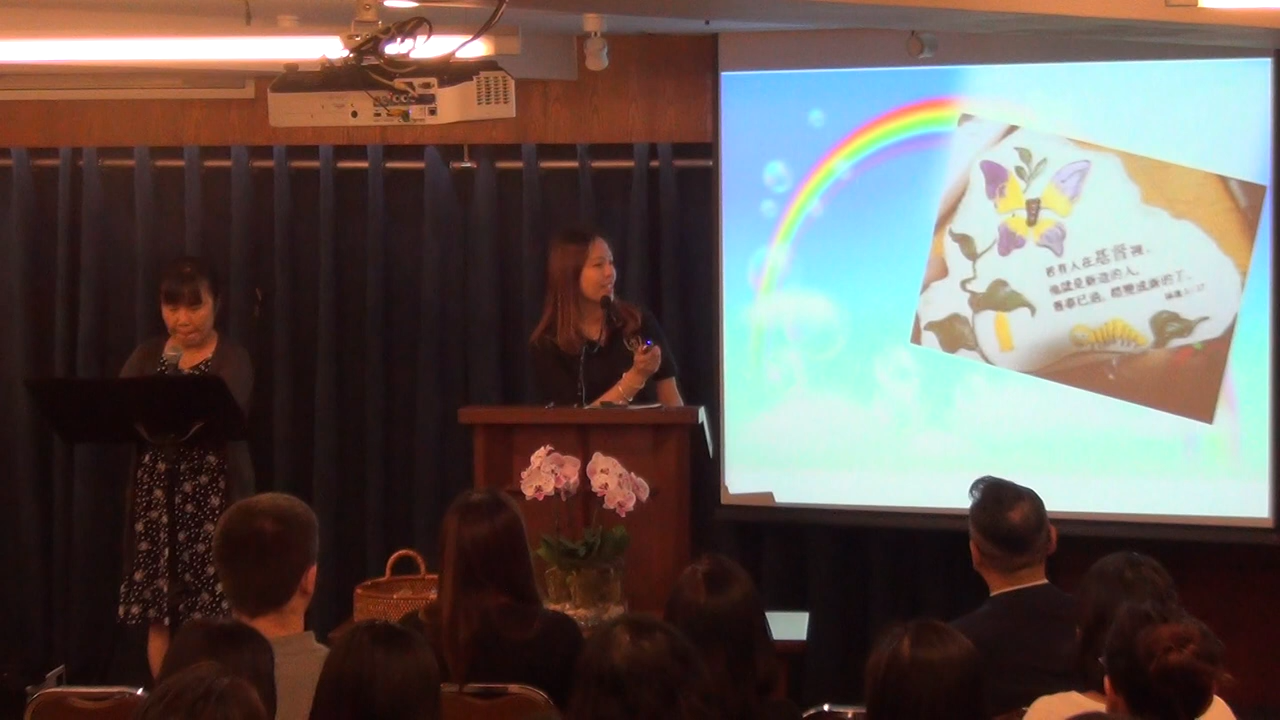 若有人在基督裡，
他就是新造的人，
舊事已過，都變成新的了。